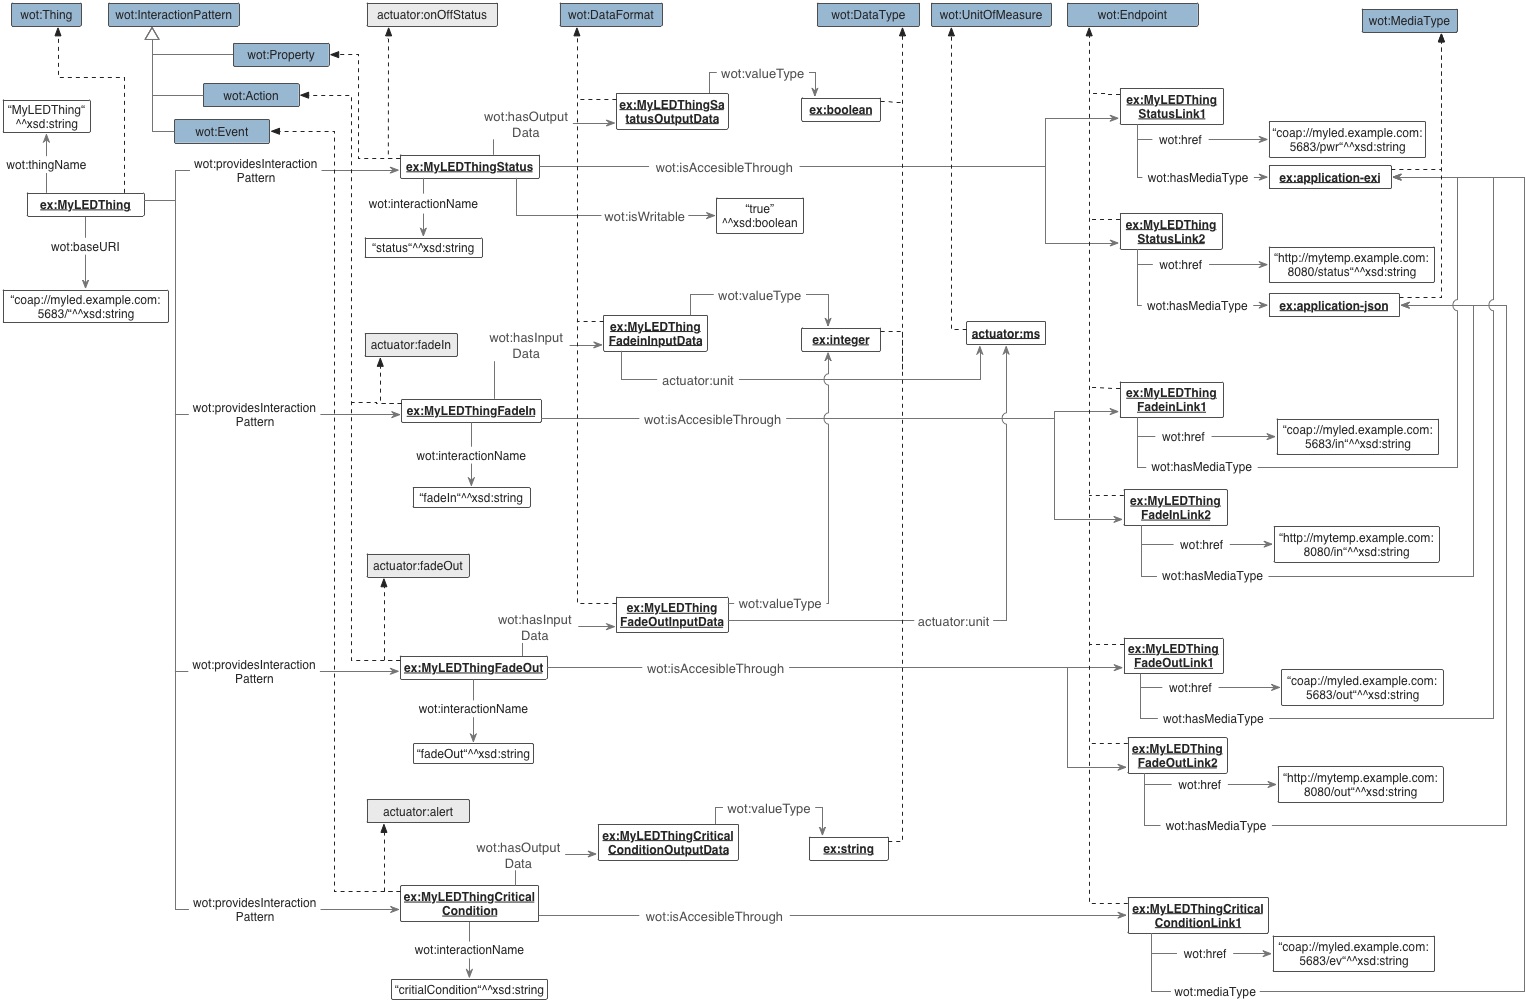 wot:Thing
wot:InteractionPattern
actuator:onOffStatus
wot:DataFormat
wot:DataType
wot:UnitOfMeasure
wot:Endpoint
wot:MediaType
wot:Property
wot:Action
wot:Event
“MyLEDThing“
^^xsd:string
wot:thingName
ex:MyLEDThing
wot:baseURI
“coap://myled.example.com:
5683/“^^xsd:string
wot:providesInteraction
Pattern
ex:MyLEDThingStatus
wot:hasOutput
Data
ex:MyLEDThingSa
tatusOutputData
wot:valueType
ex:boolean
wot:isAccesibleThrough
wot:interactionName
“status“^^xsd:string
wot:isWritable
“true”
^^xsd:boolean
ex:MyLEDThing
StatusLink1
wot:href
“coap://myled.example.com:
5683/pwr“^^xsd:string
wot:hasMediaType
ex:application-exi
ex:MyLEDThing
StatusLink2
wot:href
“http://mytemp.example.com:
8080/status“^^xsd:string
wot:hasMediaType
ex:application-json
actuator:fadeIn
wot:hasInput
Data
ex:MyLEDThing
FadeinInputData
wot:valueType
ex:integer
actuator:ms
actuator:unit
wot:providesInteraction
Pattern
ex:MyLEDThingFadeIn
wot:isAccesibleThrough
wot:interactionName
“fadeIn“^^xsd:string
ex:MyLEDThing
FadeinLink1
wot:href
“coap://myled.example.com:
5683/in“^^xsd:string
wot:hasMediaType
ex:MyLEDThing
FadeInLink2
wot:href
“http://mytemp.example.com:
8080/in“^^xsd:string
wot:hasMediaType
actuator:fadeOut
wot:hasInput
Data
ex:MyLEDThing
FadeOutInputData
wot:valueType
actuator:unit
wot:providesInteraction
Pattern
ex:MyLEDThingFadeOut
wot:isAccesibleThrough
wot:interactionName
“fadeOut“^^xsd:string
ex:MyLEDThing
FadeOutLink1
wot:href
“coap://myled.example.com:
5683/out“^^xsd:string
wot:hasMediaType
ex:MyLEDThing
FadeOutLink2
wot:href
“http://mytemp.example.com:
8080/out“^^xsd:string
wot:hasMediaType
actuator:alert
wot:hasOutput
Data
ex:MyLEDThingCritical
ConditionOutputData
wot:valueType
ex:string
wot:providesInteraction
Pattern
ex:MyLEDThingCritical
Condition
wot:isAccesibleThrough
wot:interactionName
“critialCondition“^^xsd:string
ex:MyLEDThingCritical
ConditionLink1
wot:href
“coap://myled.example.com:
5683/ev“^^xsd:string
wot:mediaType